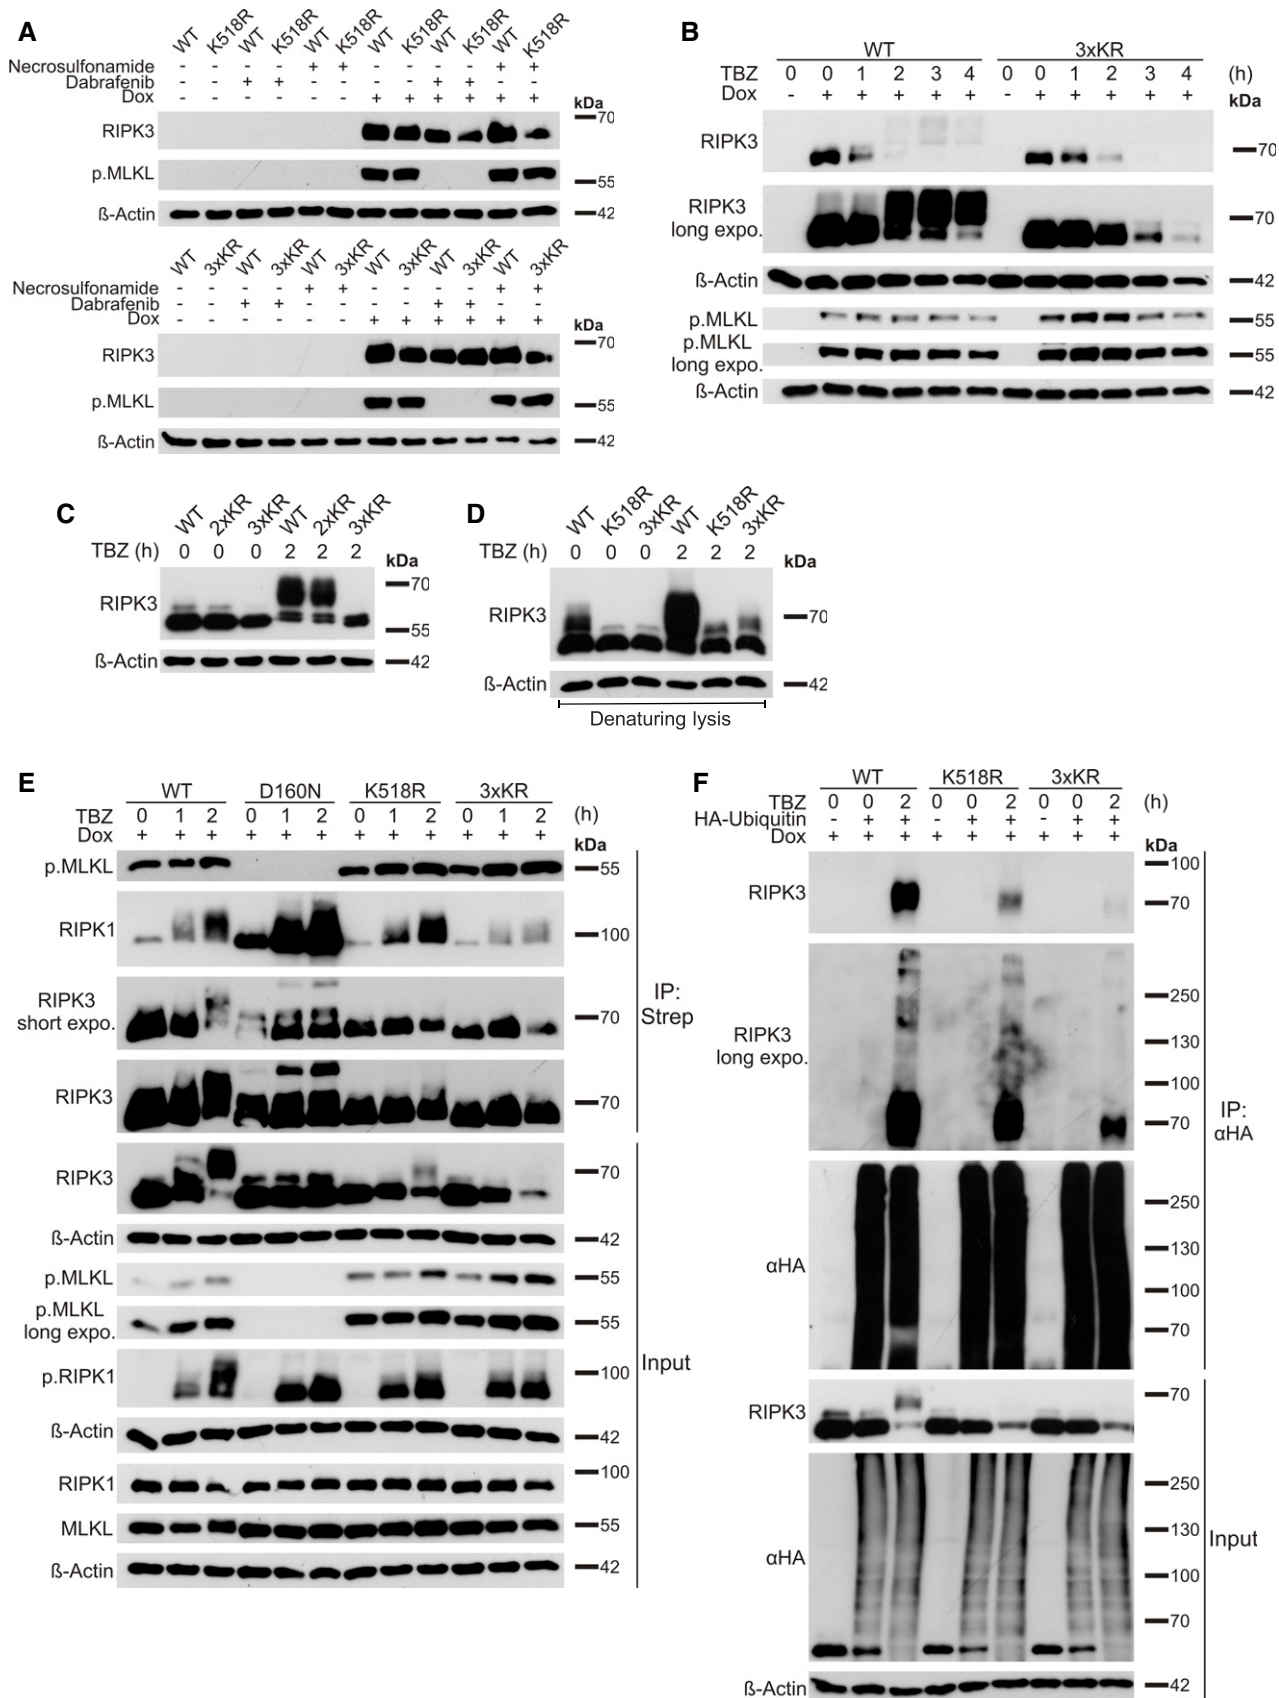 A
WT K518R WT K518R WT K518R WT K518R WT K518R WT K518R
Necrosulfonamide - - - - + + - - - - + +
Dabrafenib - - + + - - - - + + - -
Dox - - - - - - + + + + + +
kDa
RIPK3 70
p.MLKL 55
ß-Actin 42
WT 3xKR WT 3xKR WT 3xKR WT 3xKR WT 3xKR WT 3xKR
Necrosulfonamide - - - - + + - - - - + +
Dabrafenib - - + + - - - - + + - -
Dox - - - - - - + + + + + +
kDa
RIPK3 70
p.MLKL 55
ß-Actin 42
B
WT 3xKR
TBZ 0 0 1 2 3 4 0 0 1 2 3 4 (h)
Dox - + + + + + - + + + + +
kDa
RIPK3 70
RIPK3
long expo. 70
ß-Actin 42
p.MLKL 55
p.MLKL
long expo. 55
ß-Actin 42
C
WT 2xKR 3xKR WT 2xKR 3xKR
TBZ (h) 0 0 0 2 2 2
kDa
70
RIPK3
55
ß-Actin 42
D
WT K518R 3xKR WT K518R 3xKR
TBZ (h) 0 0 0 2 2 2
kDa
RIPK3 70
ß-Actin 42
Denaturing lysis
E
WT D160N K518R 3xKR
TBZ 0 1 2 0 1 2 0 1 2 0 1 2 (h)
Dox + + + + + + + + + + + +
kDa
p.MLKL 55
RIPK1 100
RIPK3
short expo. 70
RIPK3 70
IP:
Strep
RIPK3 70
ß-Actin 42
p.MLKL 55
p.MLKL
long expo. 55
p.RIPK1 100
ß-Actin 42
100
RIPK1
MLKL 55
ß-Actin 42
Input
F
WT K518R 3xKR
TBZ 0 0 2 0 0 2 0 0 2 (h)
HA-Ubiquitin - + + - + + - + +
Dox + + + + + + + + +
kDa
100
RIPK3 70
RIPK3
long expo.
250
130
100
70
αHA
250
130
100
70
IP:
αHA
RIPK3 70
αHA
250
130
100
70
ß-Actin 42
Input